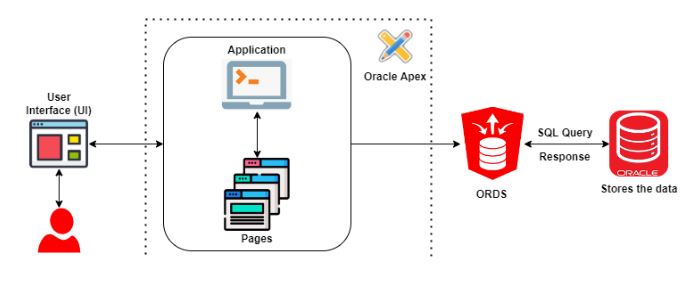 User
Interface (UI)
Application
Pages
Oracle Apex
ORDS
SQL Query
Response
ORACLE
Stores the data